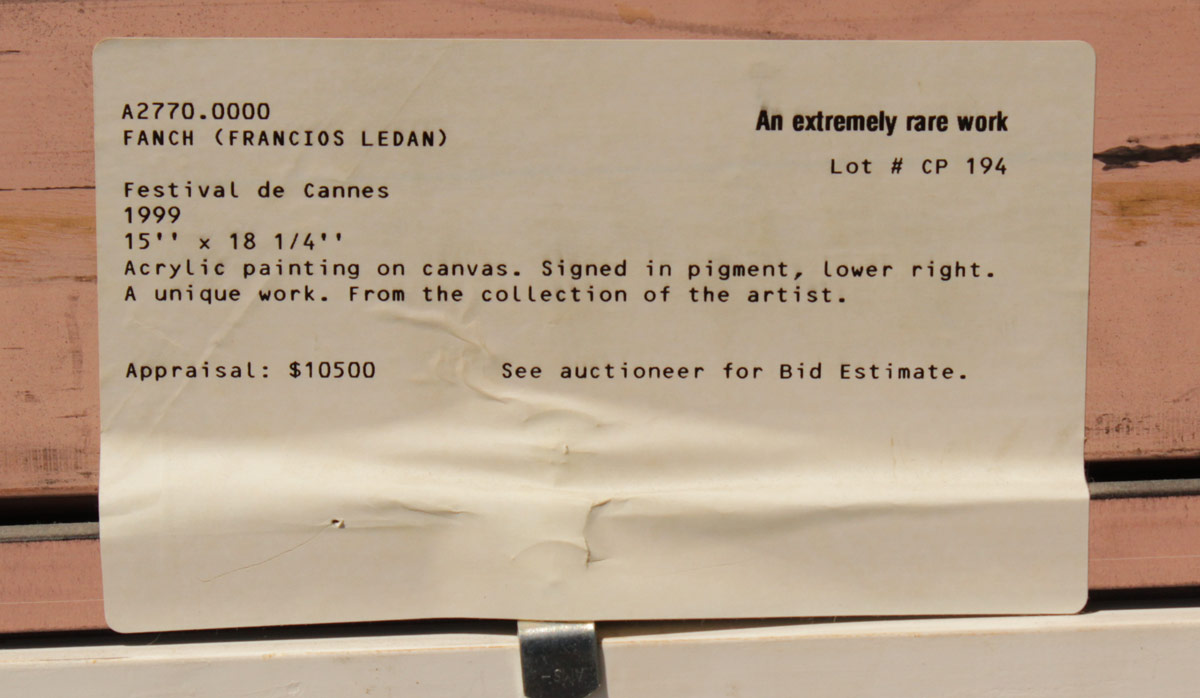 A2770.0000
FANCH (FRANCIOS LEDAN)
An extremely rare work
Lot # CP 194
Festival de Cannes
1999
15'' x 18 1/4''
Acrylic painting on canvas. Signed in pigment, lower right.
A unique work. From the collection of the artist.
Appraisal: $10500 See auctioneer for Bid Estimate.